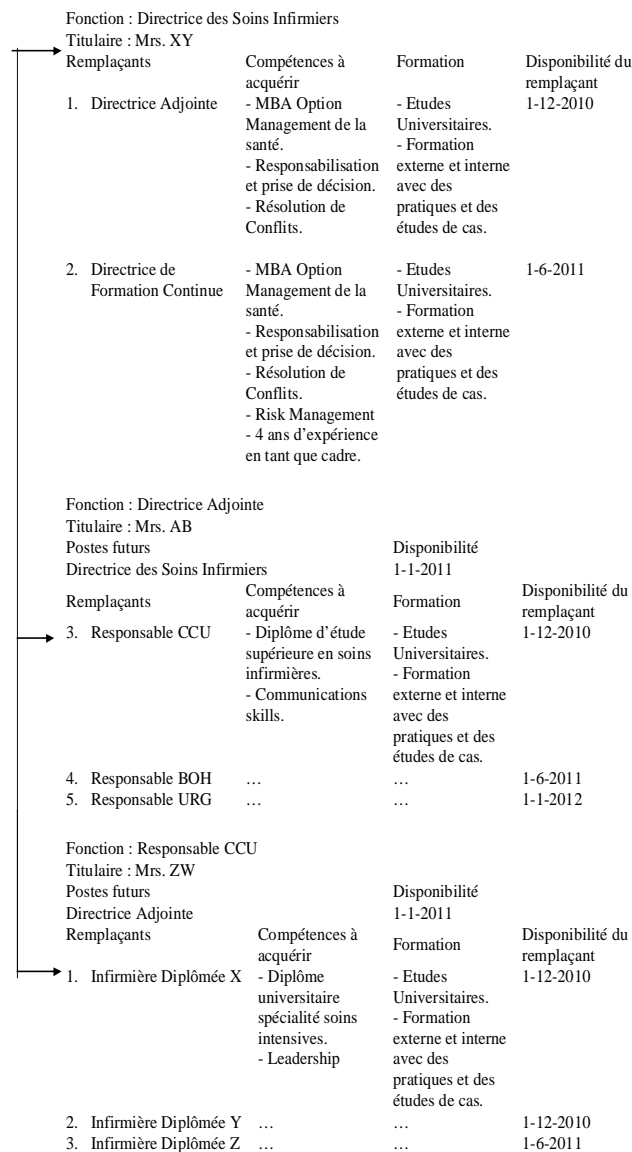 Fonction : Directrice des Soins Infirmiers
Titulaire : Mrs. XY
Remplaçants Compétences à acquérir Formation Disponibilité du remplaçant
1. Directrice Adjointe
- MBA Option
Management de la
santé.
- Responsabilisation
et prise de décision.
- Résolution de
Conflits.
- Etudes
Universitaires.
- Formation
externe et interne
avec des
pratiques et des
études de cas.
1-12-2010
2. Directrice de
Formation Continue
- MBA Option
Management de la
santé.
- Responsabilisation
et prise de décision.
- Résolution de
Conflits.
- Risk Management
- 4 ans d’expérience
en tant que cadre.
- Etudes
Universitaires.
- Formation
externe et interne
avec des
pratiques et des
études de cas.
1-6-2011
Fonction : Directrice Adjointe
Titulaire : Mrs. AB
Postes futurs Disponibilité
Directrice des Soins Infirmiers 1-1-2011
Remplaçants Compétences à acquérir Formation Disponibilité du remplaçant
3. Responsable CCU
- Diplôme d’étude
supérieure en soins
infirmières.
- Communications
skills.
- Etudes
Universitaires.
- Formation
externe et interne
avec des
pratiques et des
études de cas.
1-12-2010
4. Responsable BOH … … 1-6-2011
5. Responsable URG … … 1-1-2012
Fonction : Responsable CCU
Titulaire : Mrs. ZW
Postes futurs Disponibilité
Directrice Adjointe 1-1-2011
Remplaçants Compétences à acquérir Formation Disponibilité du remplaçant
1. Infirmière Diplômée X
- Diplôme
universitaire
spécialité soins
intensives.
- Leadership
- Etudes
Universitaires.
- Formation
externe et interne
avec des
pratiques et des
études de cas.
1-12-2010
2. Infirmière Diplômée Y … … 1-12-2010
3. Infirmière Diplômée Z … … 1-6-2011